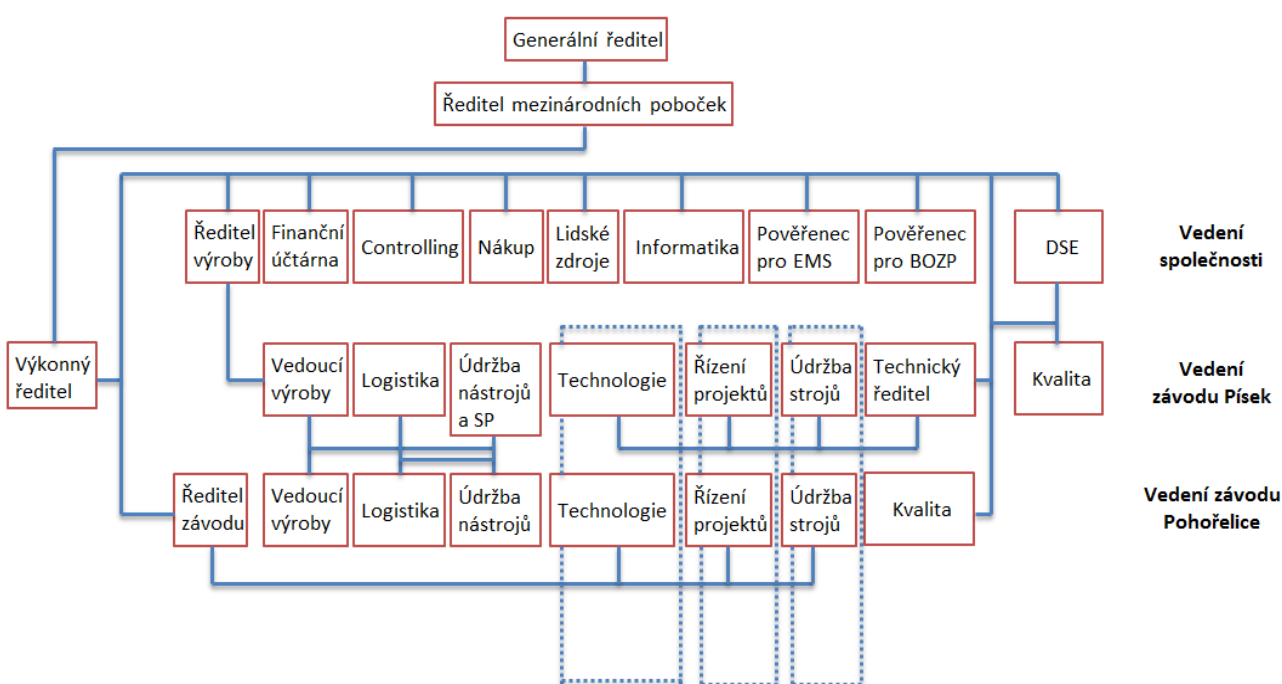 Generální ředitel
Ředitel mezinárodních poboček
Ředitel
výroby
Finanční
účtárna
Controlling
Nákup
Lidské
zdroje
Informatika
Pověřenec
pro EMS
Pověřenec
pro BOZP
DSE
Vedení
společnosti
Výkonný
ředitel
Vedoucí
výroby
Logistika
Údržba
nástrojů
a SP
Technologie
Řízení
projektů
Údržba
strojů
Technický
ředitel
Kvalita
Vedení
závodu Písek
Ředitel
závodu
Vedoucí
výroby
Logistika
Údržba
nástrojů
Technologie
Řízení
projektů
Údržba
strojů
Kvalita
Vedení závodu
Pohořelice